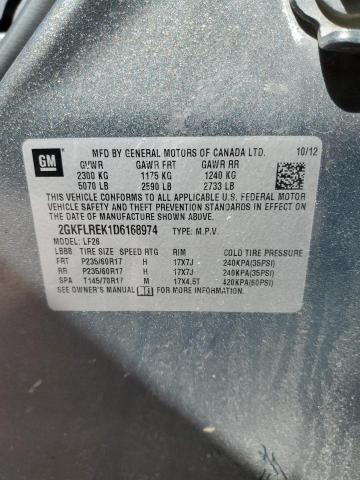 GM
MFD BY GENERAL MOTORS OF CANADA LTD. 10/12
GVWR GAWR FRT GAWR RR
2300 KG 1175 KG 1240 KG
5070 LB 2590 LB 2733 LB
THIS VEHICLE CONFORMS TO ALL APPLICABLE U.S. FEDERAL MOTOR
VEHICLE SAFETY AND THEFT PREVENTION STANDARDS IN EFFECT ON
THE DATE OF MANUFACTURE SHOWN ABOVE.
2GKFLREK1D6168974 TYPE: M.P.V.
MODEL: LF26
LBBB TIRE SIZE SPEED RTG RIM COLD TIRE PRESSURE
FRT P235/60R17 H 17X7J 240KPA(35PSI)
RR P235/60R17 H 17X7J 240KPA(35PSI)
SPA T145/70R17 M 17X4.5T 420KPA(60PSI)
SEE OWNER'S MANUAL FOR MORE INFORMATION.